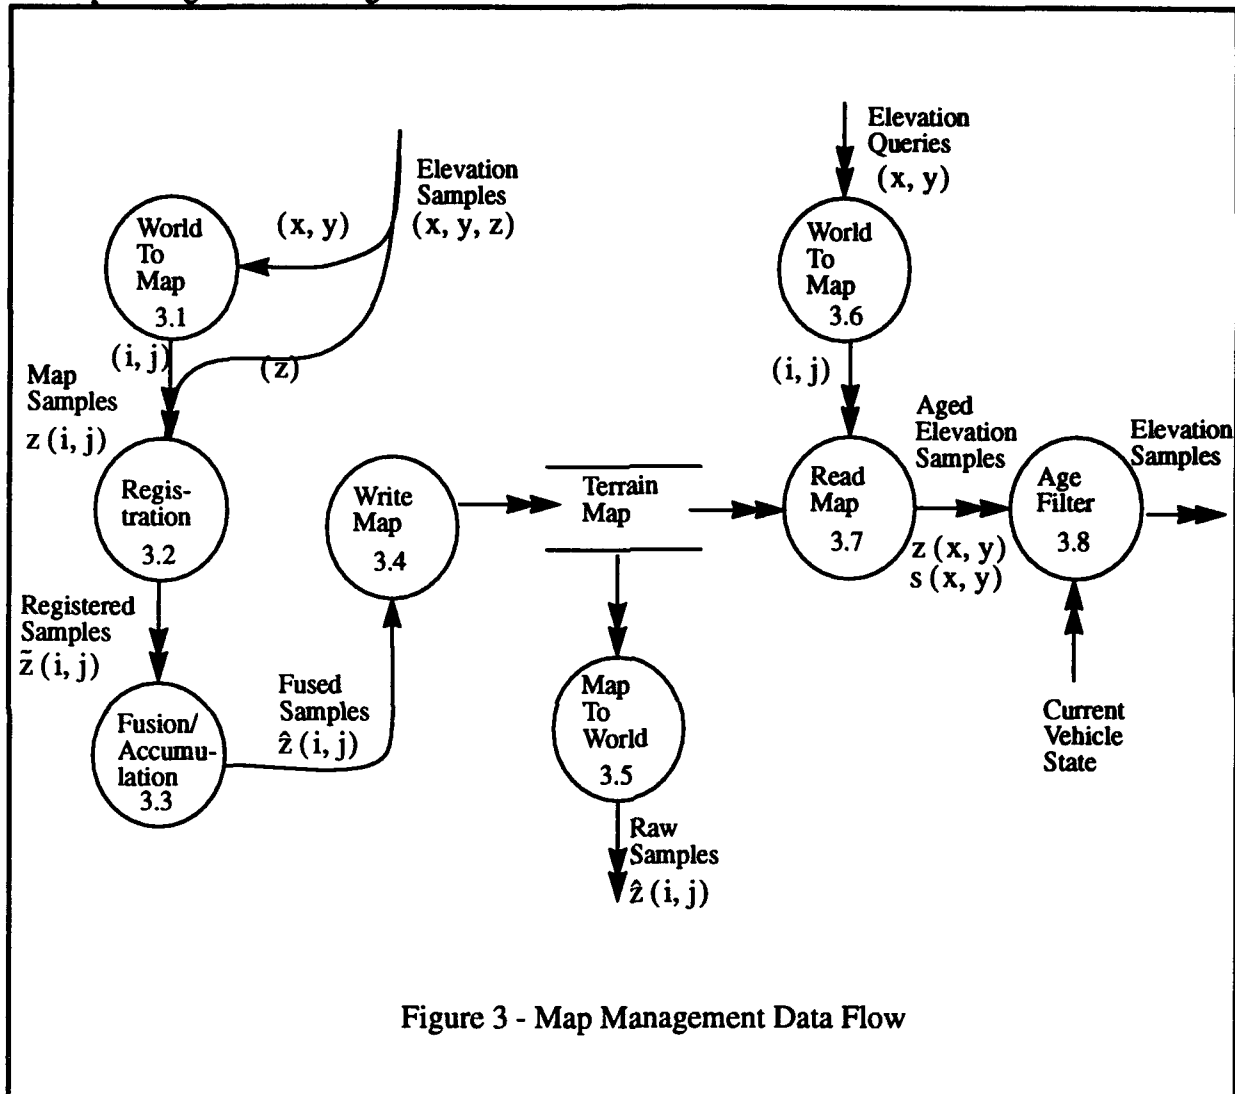 Elevation
Samples
(x, y, z)
(x, y)
World
To
Map
3.1
(i, j)
(z)
Map
Samples
z (i, j)
Regis-
tration
3.2
Registered
Samples
z̃ (i, j)
Fusion/
Accumu-
lation
3.3
Fused
Samples
ẑ (i, j)
Write
Map
3.4
Terrain
Map
Map
To
World
3.5
Raw
Samples
ẑ (i, j)
Elevation
Queries
(x, y)
World
To
Map
3.6
(i, j)
Read
Map
3.7
Aged
Elevation
Samples
z (x, y)
s (x, y)
Age
Filter
3.8
Elevation
Samples
Current
Vehicle
State
Figure 3 - Map Management Data Flow